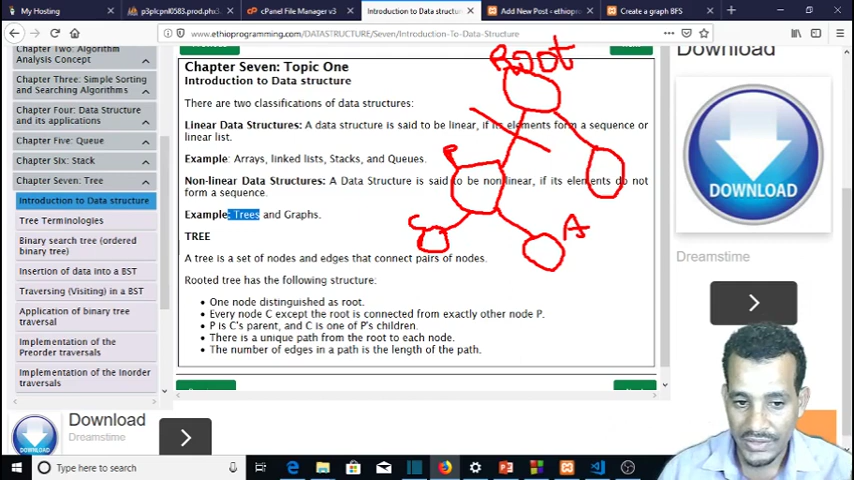 My Hosting
p3plcpnl0583.prod.phx3
cPanel File Manager v3
Introduction to Data struct
Add New Post - ethiopro
Create a graph BFS
www.ethioprogramming.com/DATASTRUCTURE/Seven/Introduction-To-Data-Structure
Chapter Two: Algorithm
Analysis Concept
Chapter Three: Simple Sorting
and Searching Algorithms
Chapter Four: Data Structure
and its applications
Chapter Five: Queue
Chapter Six: Stack
Chapter Seven: Tree
Introduction to Data structure
Tree Terminologies
Binary search tree (ordered
binary tree)
Insertion of data into a BST
Traversing (Visiting) in a BST
Application of binary tree
traversal
Implementation of the
Preorder traversals
Implementation of the Inorder
traversals
Chapter Seven: Topic One
Introduction to Data structure
There are two classifications of data structures:
Linear Data Structures: A data structure is said to be linear, if its elements form a sequence or
linear list.
Example: Arrays, linked lists, Stacks, and Queues.
Non-linear Data Structures: A Data Structure is said to be non linear, if its elements do not
form a sequence.
Example: Trees and Graphs.
TREE
A tree is a set of nodes and edges that connect pairs of nodes.
Rooted tree has the following structure:
• One node distinguished as root.
• Every node C except the root is connected from exactly other node P.
• P is C's parent, and C is one of P's children.
• There is a unique path from the root to each node.
• The number of edges in a path is the length of the path.
Root
P
C
A
Download
Dreamstime
Download
Dreamstime
Type here to search